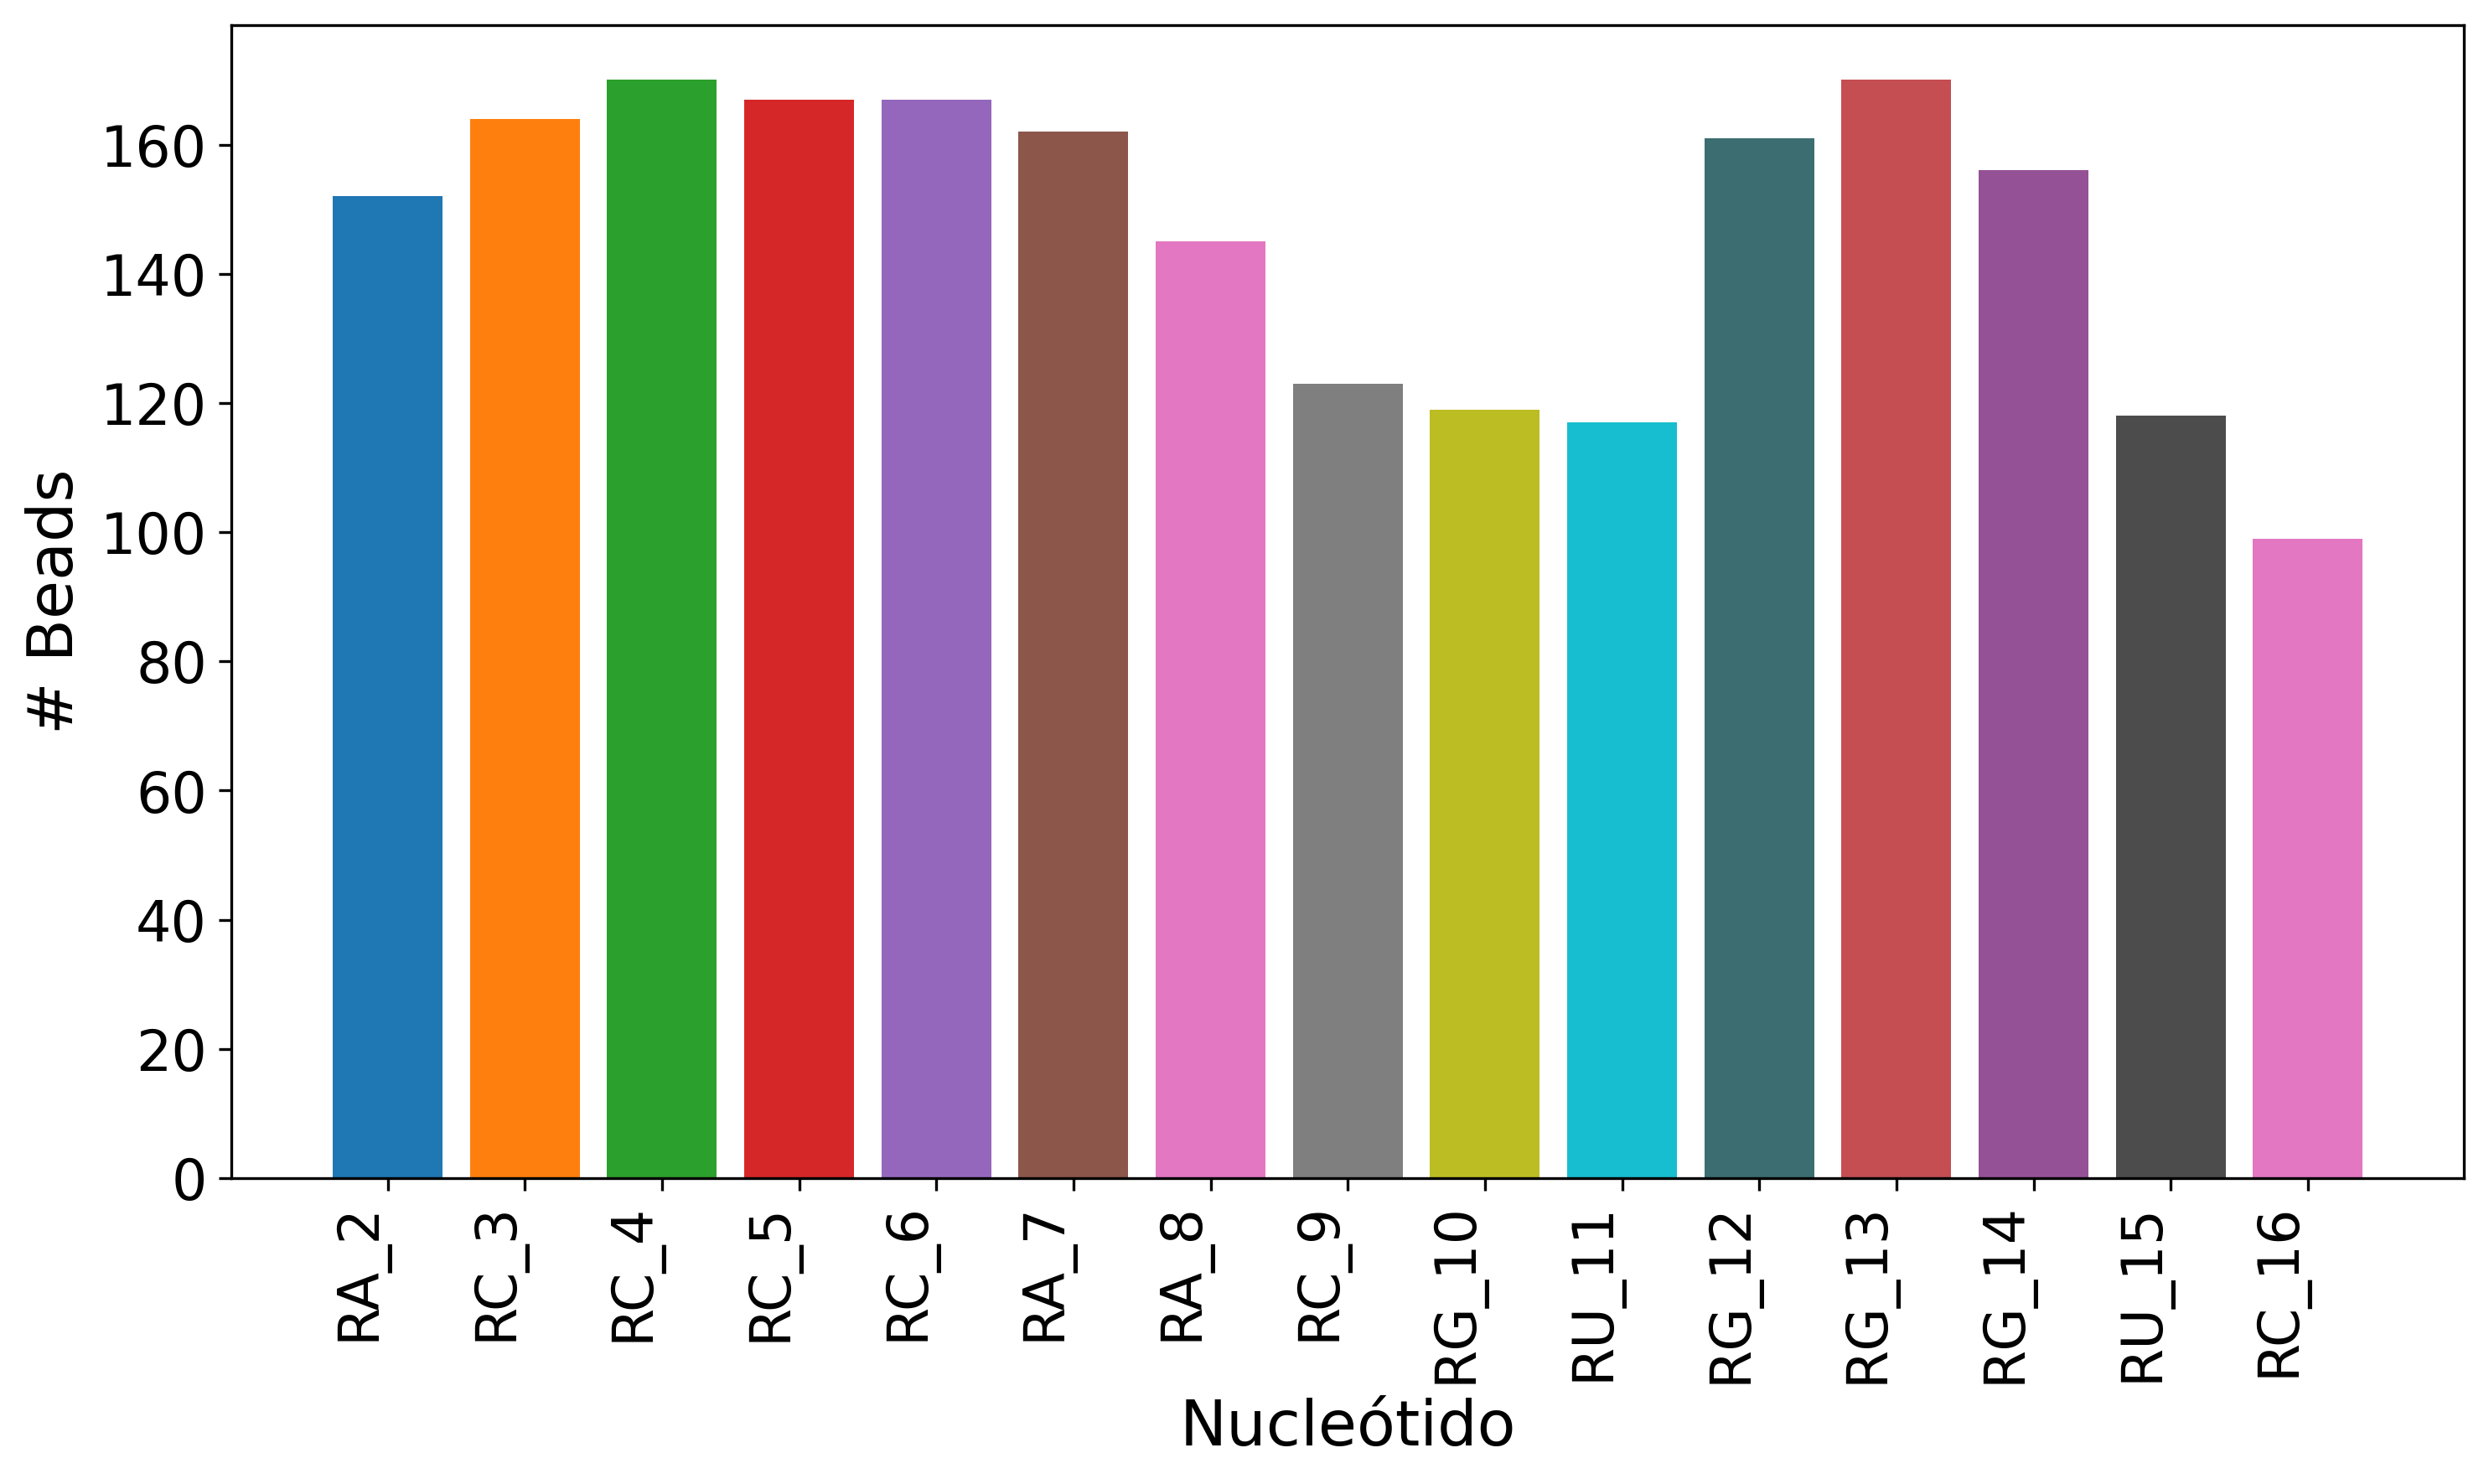 # Beads
160
140
120
100
80
60
40
20
0
RA_2
RC_3
RC_4
RC_5
RC_6
RA_7
RA_8
RC_9
RG_10
RU_11
RG_12
RG_13
RG_14
RU_15
RC_16
Nucleótido